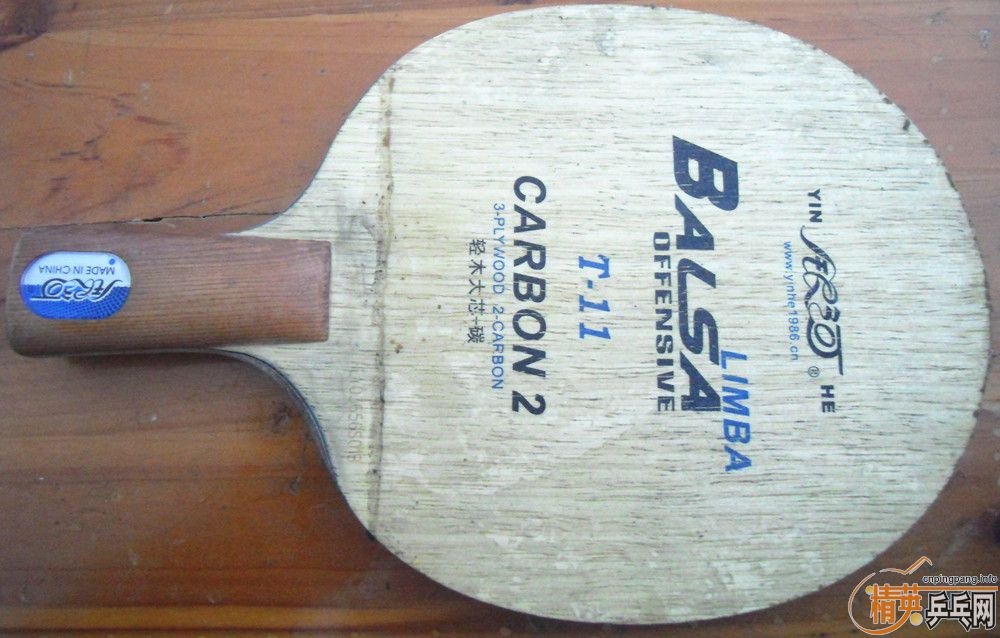 YIN HE
www.yinhe1986.cn
LIMBA
BALSA
OFFENSIVE
T-11
CARBON 2
3-PLYWOOD 2-CARBON
轻木大芯+碳
MADE IN CHINA
cnpingpang.info
精英乒乓网